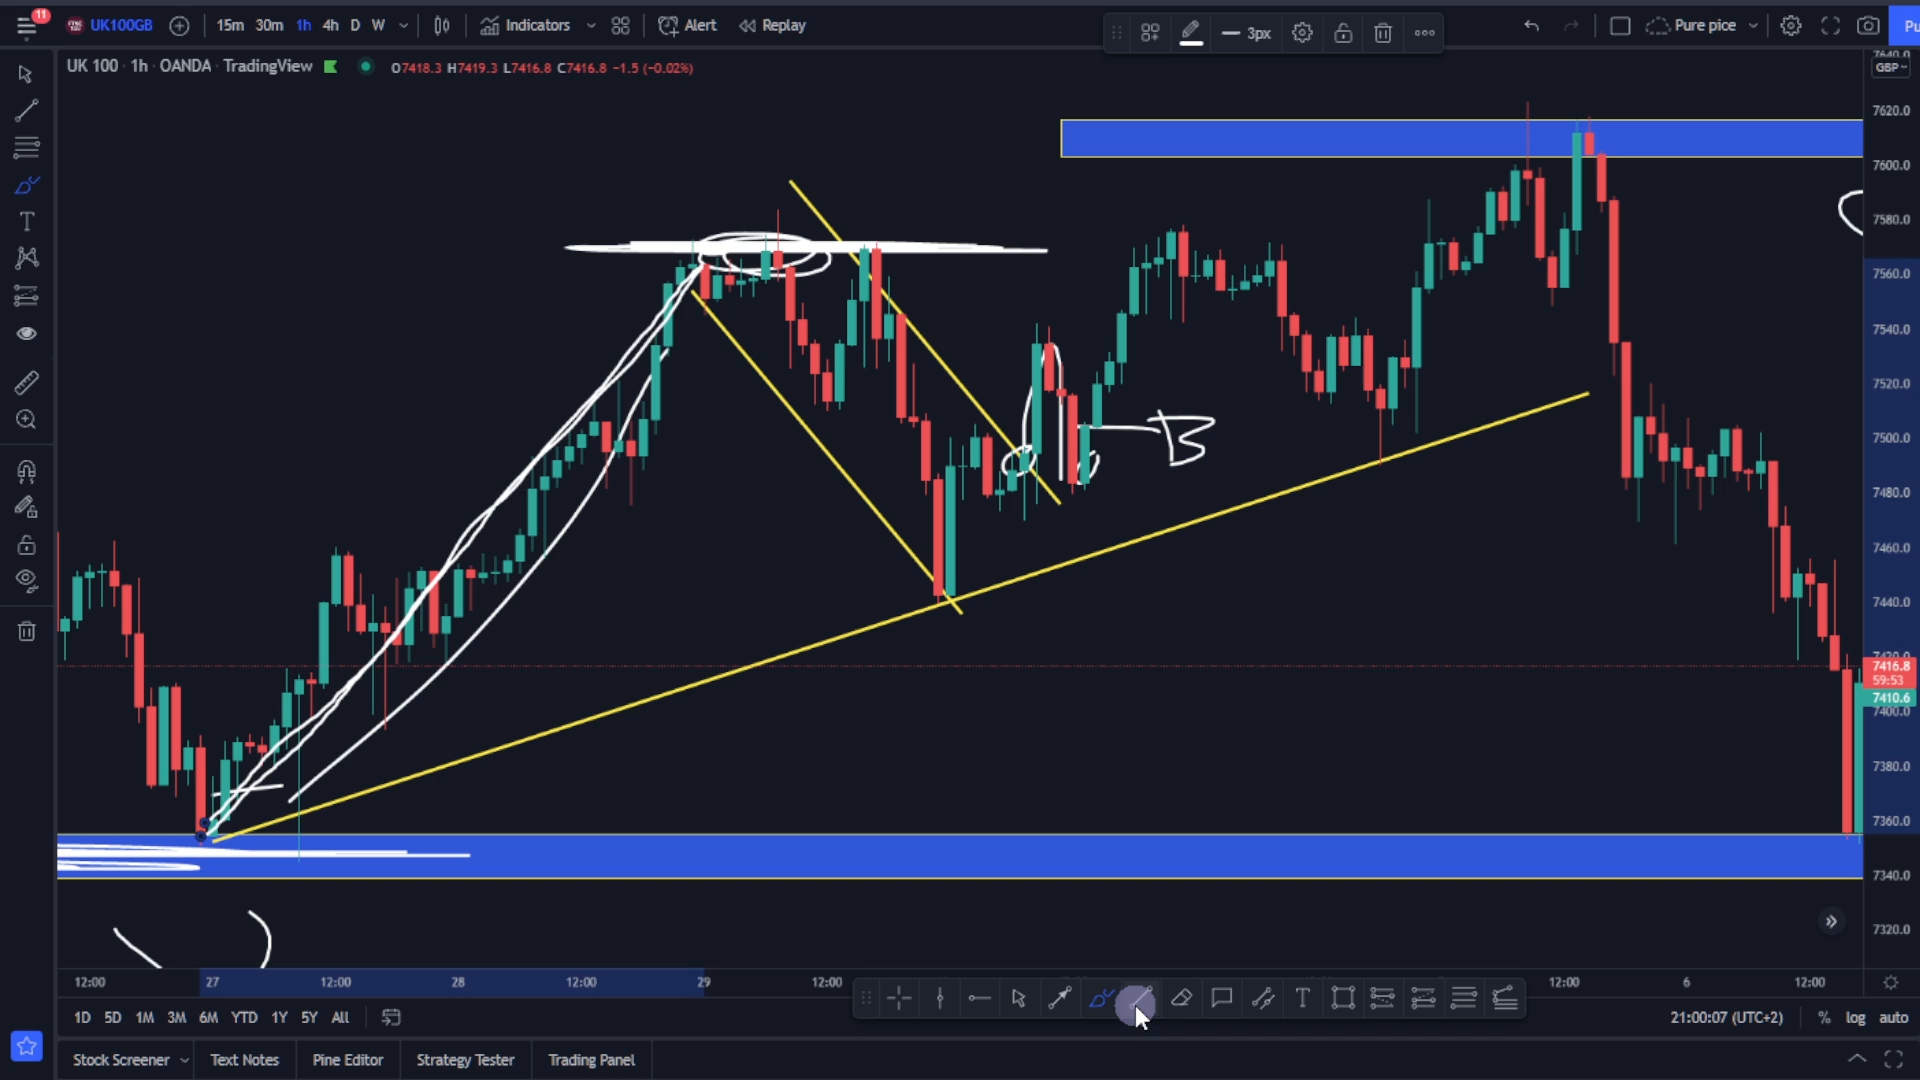 11
UK100GB 15m 30m 1h 4h D W Indicators Alert Replay 3px Pure pice
UK 100 · 1h · OANDA · TradingView O7418.3 H7419.3 L7416.8 C7416.8 −1.5 (−0.02%)
GBP
7620.0
7600.0
7580.0
7560.0
7540.0
7520.0
7500.0
B
7480.0
7460.0
7440.0
7416.8
59:53
7410.6
7400.0
7380.0
7360.0
7340.0
7320.0
12:00 27 12:00 28 12:00 29 12:00 12:00 6 12:00
1D 5D 1M 3M 6M YTD 1Y 5Y All 21:00:07 (UTC+2) % log auto
Stock Screener Text Notes Pine Editor Strategy Tester Trading Panel